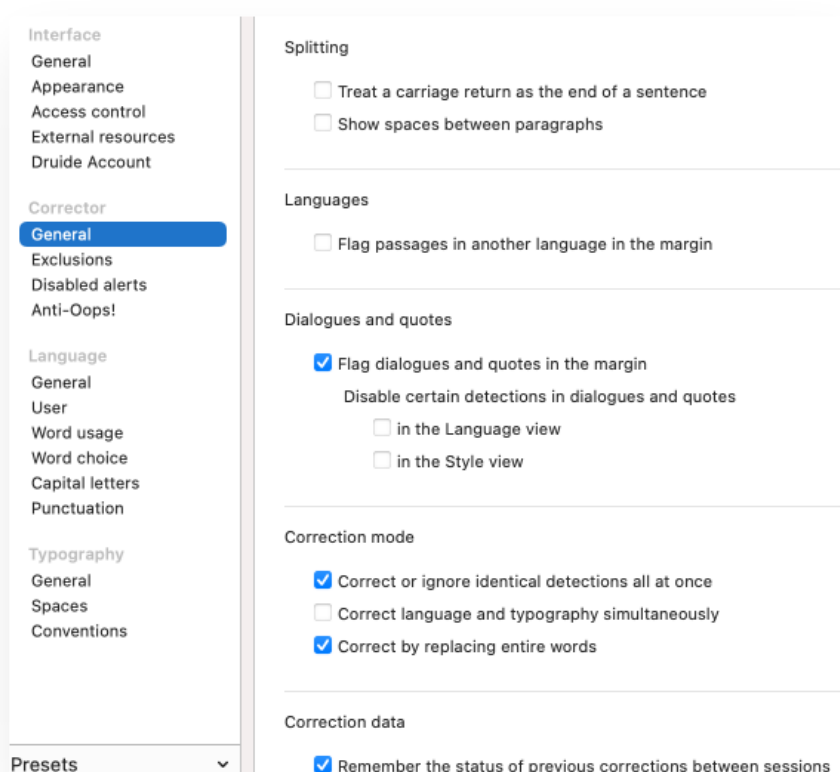 Interface
General
Appearance
Access control
External resources
Druide Account
Corrector
General
Exclusions
Disabled alerts
Anti-Oops!
Language
General
User
Word usage
Word choice
Capital letters
Punctuation
Typography
General
Spaces
Conventions
Presets
Splitting
Treat a carriage return as the end of a sentence
Show spaces between paragraphs
Languages
Flag passages in another language in the margin
Dialogues and quotes
Flag dialogues and quotes in the margin
Disable certain detections in dialogues and quotes
in the Language view
in the Style view
Correction mode
Correct or ignore identical detections all at once
Correct language and typography simultaneously
Correct by replacing entire words
Correction data
Remember the status of previous corrections between sessions